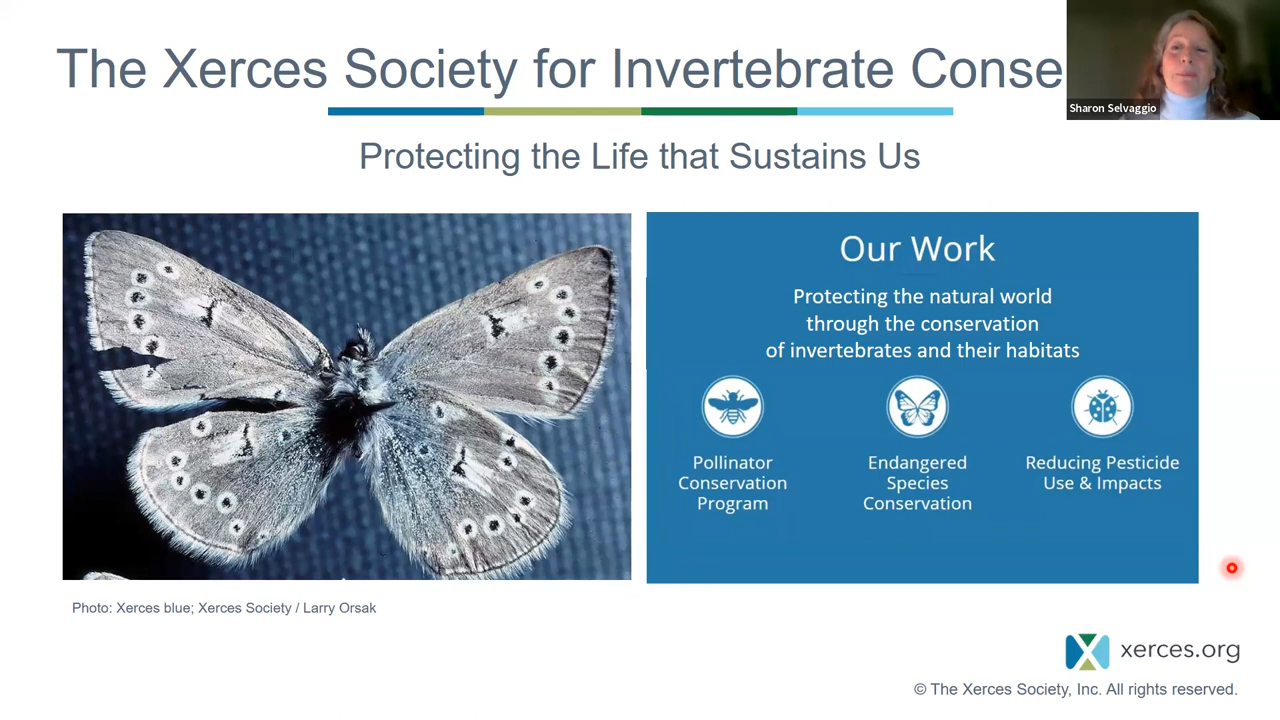 The Xerces Society for Invertebrate Conse
Sharon Selvaggio
Protecting the Life that Sustains Us
Our Work
Protecting the natural world
through the conservation
of invertebrates and their habitats
Pollinator
Conservation
Program
Endangered
Species
Conservation
Reducing Pesticide
Use & Impacts
Photo: Xerces blue; Xerces Society / Larry Orsak
xerces.org
© The Xerces Society, Inc. All rights reserved.